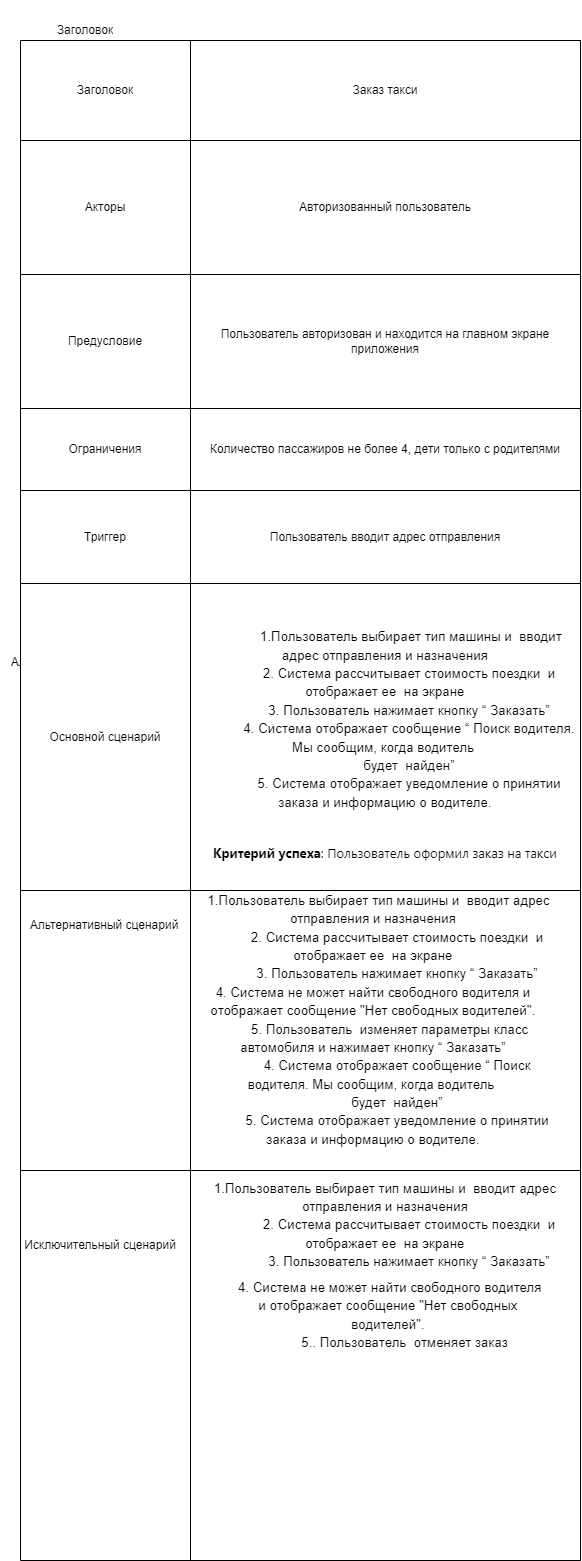 Заголовок
Заголовок
Заказ такси
Акторы
Авторизованный пользователь
Предусловие
Пользователь авторизован и находится на главном экране
приложения
Ограничения
Количество пассажиров не более 4, дети только с родителями
Триггер
Пользователь вводит адрес отправления
А
Основной сценарий
1.Пользователь выбирает тип машины и вводит
адрес отправления и назначения
2. Система рассчитывает стоимость поездки и
отображает ее на экране
3. Пользователь нажимает кнопку “ Заказать”
4. Система отображает сообщение “ Поиск водителя.
Мы сообщим, когда водитель
будет найден”
5. Система отображает уведомление о принятии
заказа и информацию о водителе.
Критерий успеха: Пользователь оформил заказ на такси
Альтернативный сценарий
1.Пользователь выбирает тип машины и вводит адрес
отправления и назначения
2. Система рассчитывает стоимость поездки и
отображает ее на экране
3. Пользователь нажимает кнопку “ Заказать”
4. Система не может найти свободного водителя и
отображает сообщение "Нет свободных водителей".
5. Пользователь изменяет параметры класс
автомобиля и нажимает кнопку “ Заказать”
4. Система отображает сообщение “ Поиск
водителя. Мы сообщим, когда водитель
будет найден”
5. Система отображает уведомление о принятии
заказа и информацию о водителе.
Исключительный сценарий
1.Пользователь выбирает тип машины и вводит адрес
отправления и назначения
2. Система рассчитывает стоимость поездки и
отображает ее на экране
3. Пользователь нажимает кнопку “ Заказать”
4. Система не может найти свободного водителя
и отображает сообщение "Нет свободных
водителей".
5.. Пользователь отменяет заказ